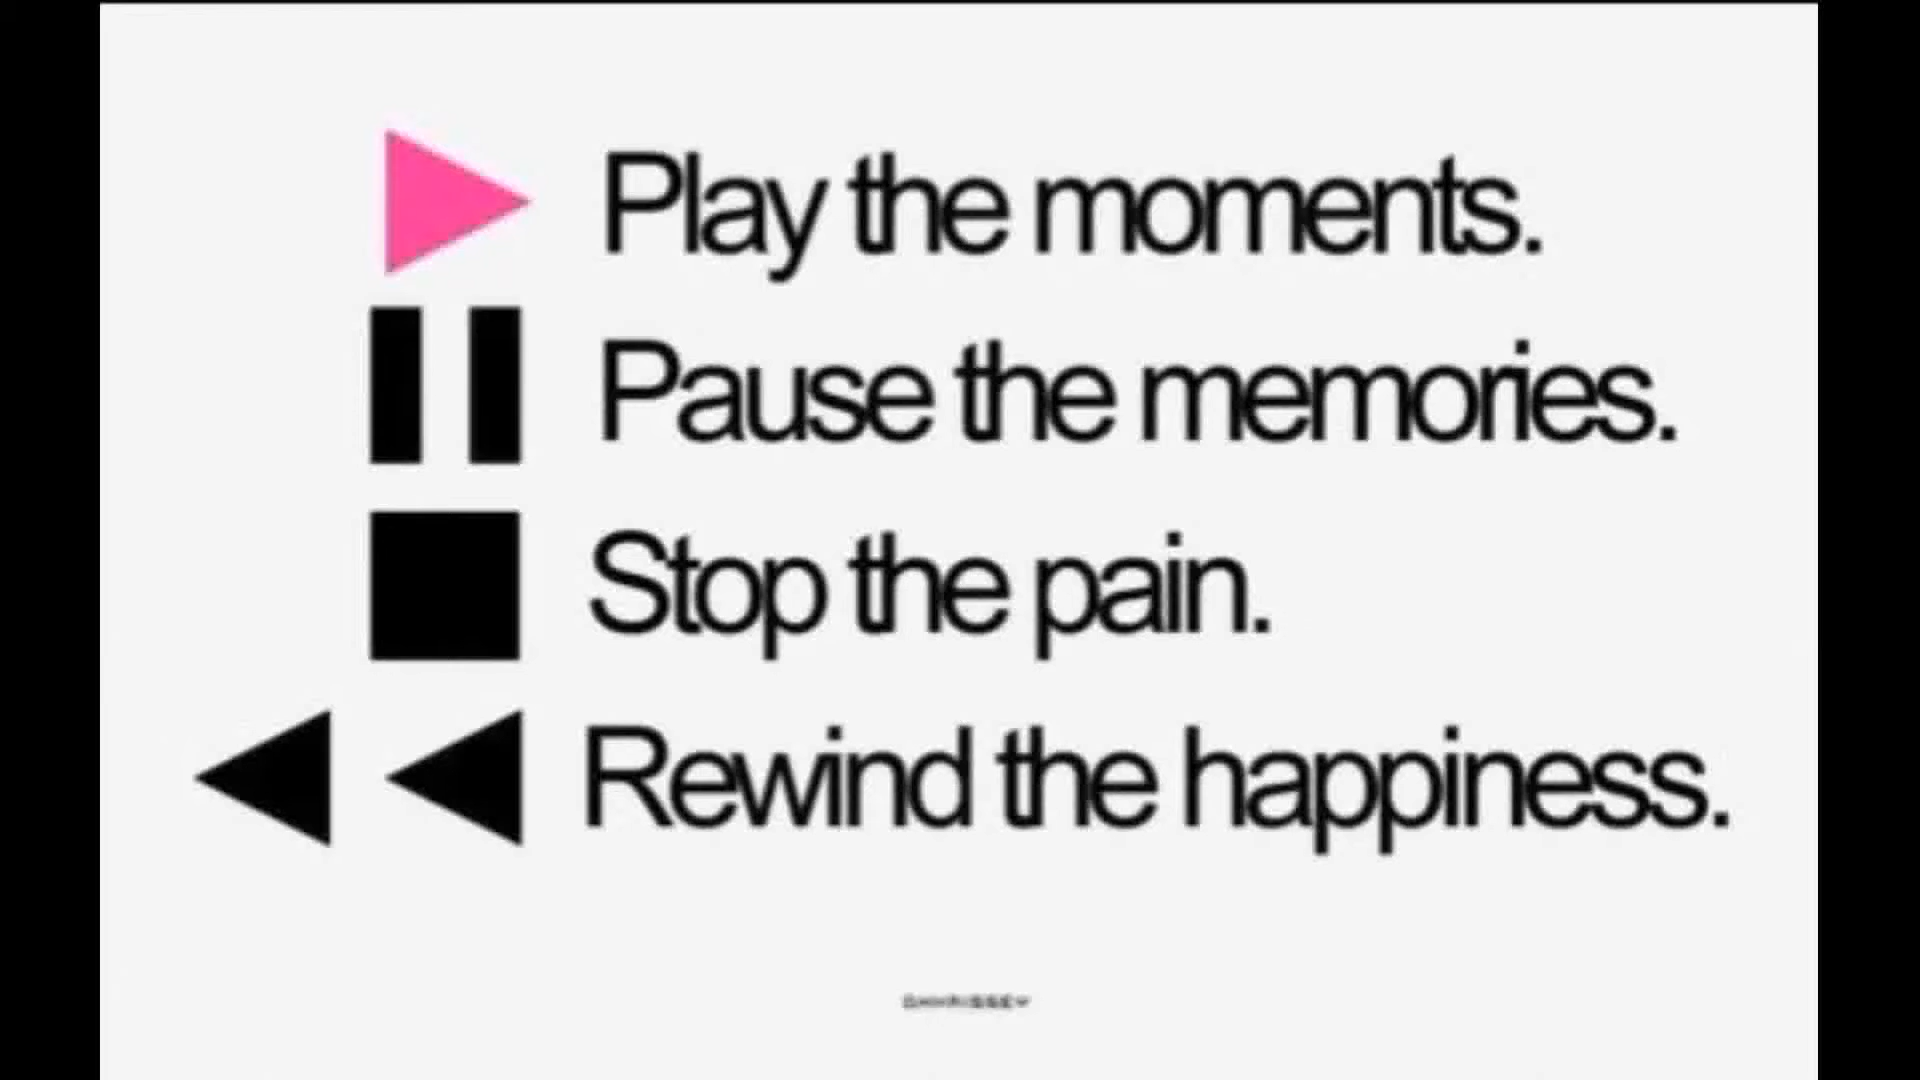 Play the moments.
Pause the memories.
Stop the pain.
Rewind the happiness.